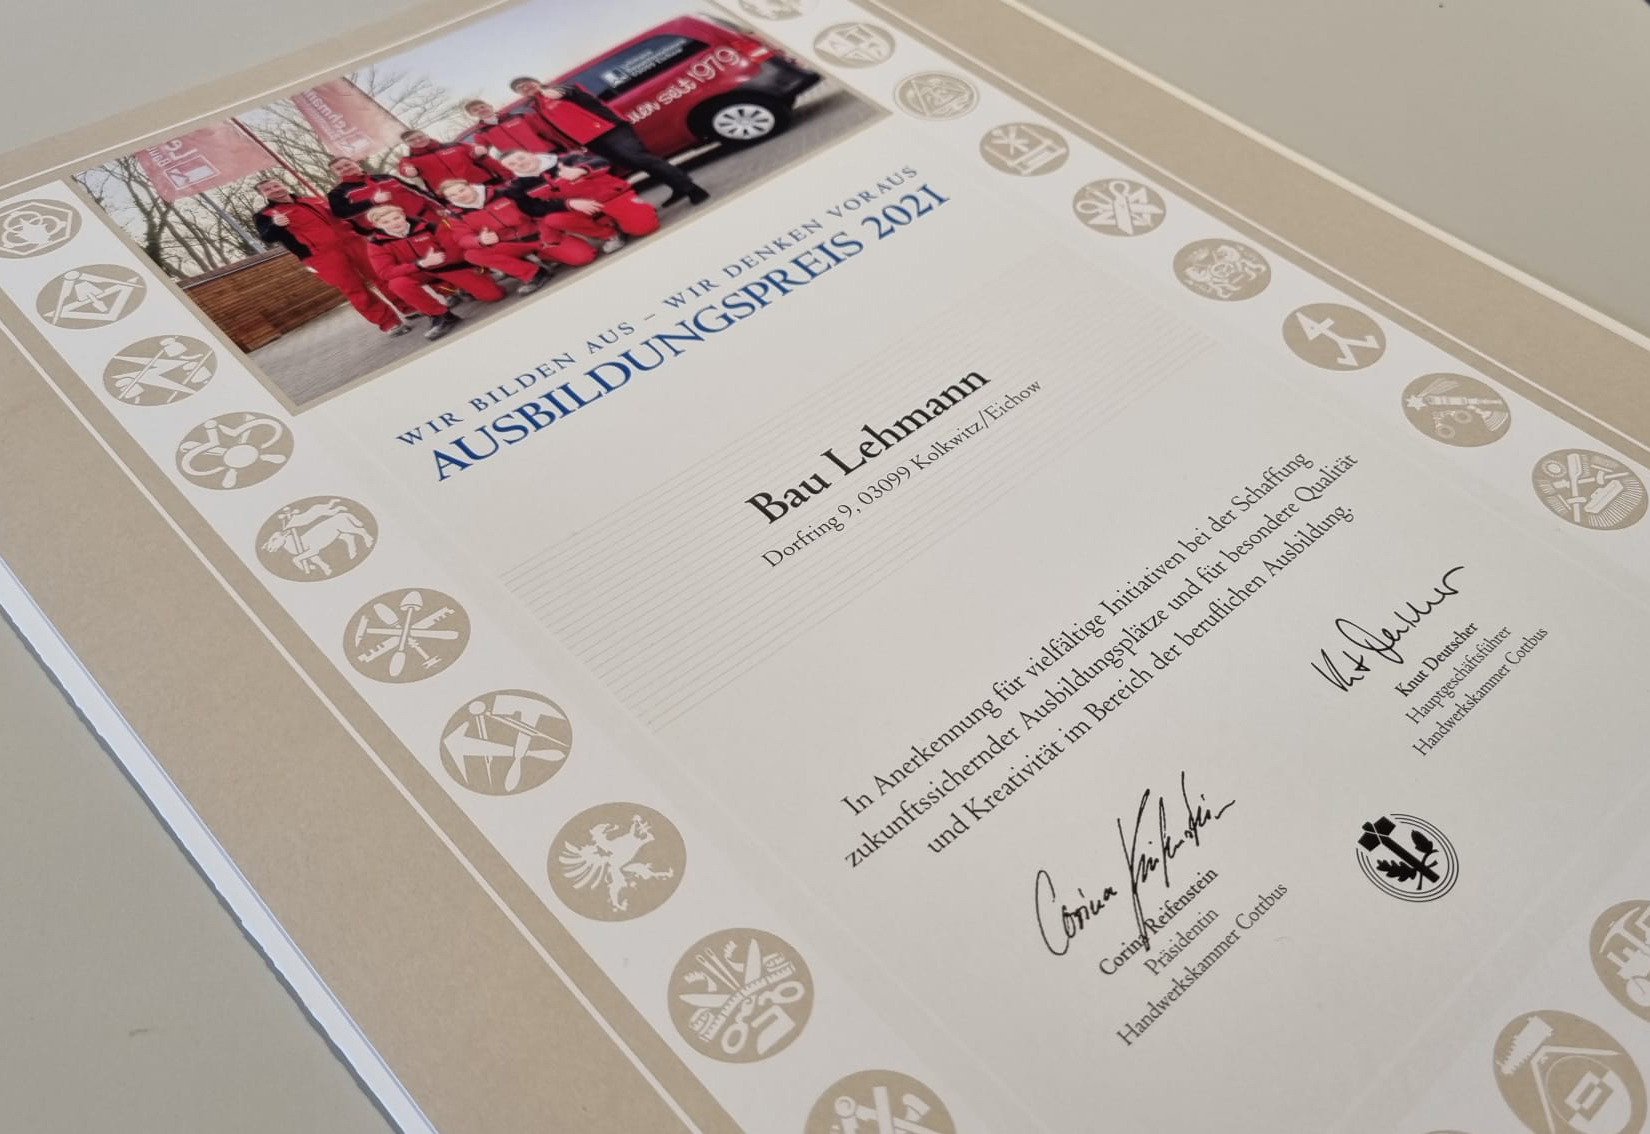 seit 1979
WIR BILDEN AUS – WIR DENKEN VORAUS
AUSBILDUNGSPREIS 2021
Bau Lehmann
Dorfring 9, 03099 Kolkwitz/Eichow
In Anerkennung für vielfältige Initiativen bei der Schaffung
zukunftssichernder Ausbildungsplätze und für besondere Qualität
und Kreativität im Bereich der beruflichen Ausbildung.
Knut Deutscher
Hauptgeschäftsführer
Handwerkskammer Cottbus
Corina Reifenstein
Präsidentin
Handwerkskammer Cottbus